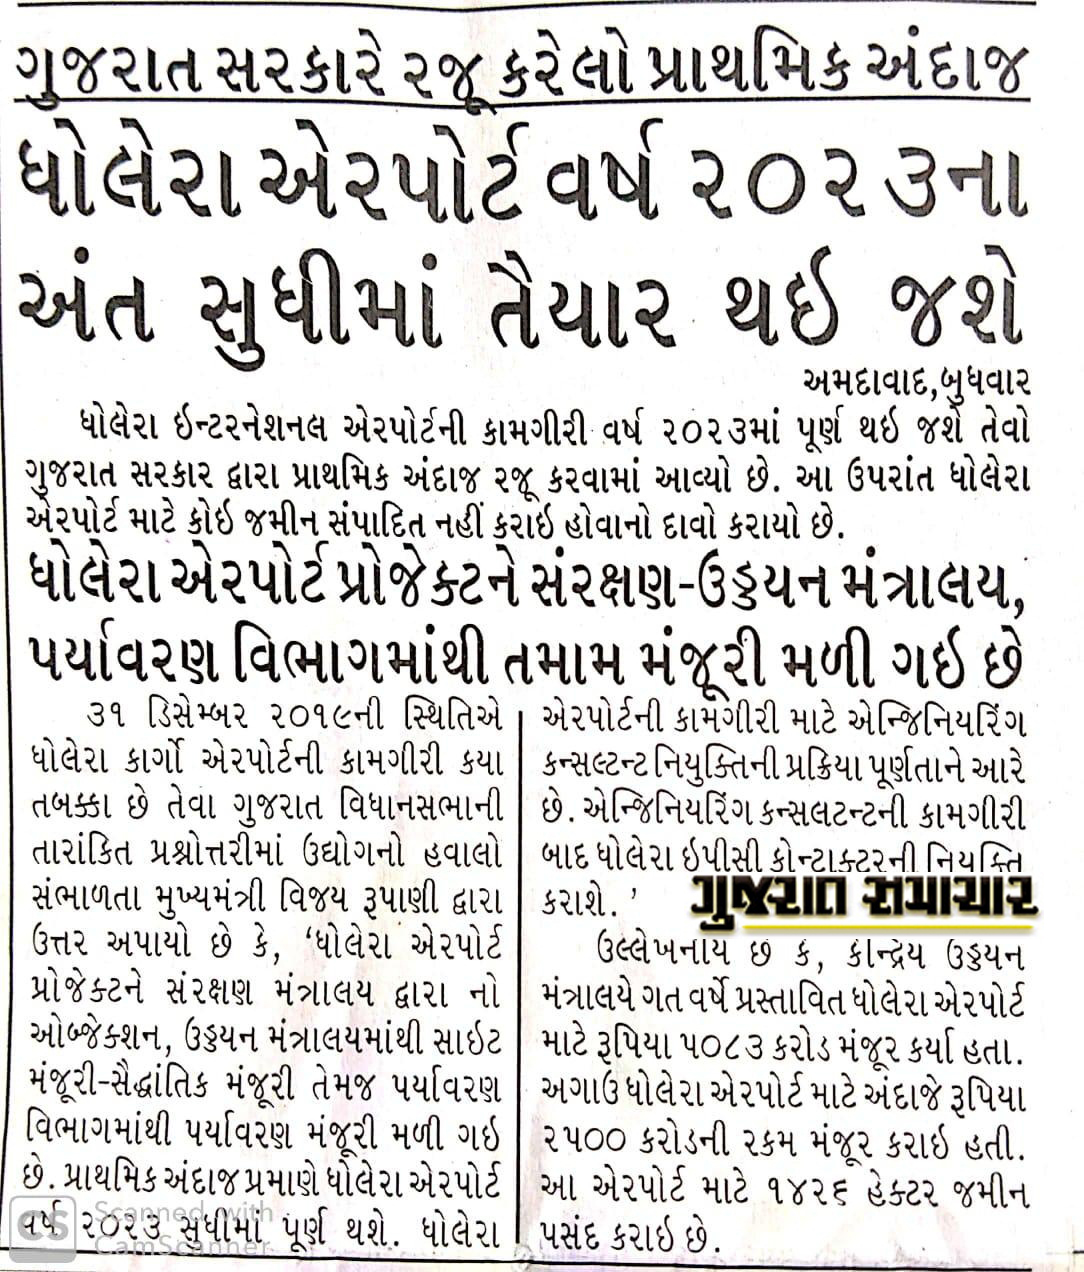 ગુજરાત સરકારે રજૂ કરેલો પ્રાથમિક અંદાજ
ધોલેરા એરપોર્ટ વર્ષ ૨૦૨૩ના
અંત સુધીમાં તૈયાર થઇ જશે
અમદાવાદ,બુધવાર
ધોલેરા ઇન્ટરનેશનલ એરપોર્ટની કામગીરી વર્ષ ૨૦૨૩માં પૂર્ણ થઇ જશે તેવો
ગુજરાત સરકાર દ્વારા પ્રાથમિક અંદાજ રજૂ કરવામાં આવ્યો છે. આ ઉપરાંત ધોલેરા
એરપોર્ટ માટે કોઇ જમીન સંપાદિત નહીં કરાઇ હોવાનો દાવો કરાયો છે.
ધોલેરા એરપોર્ટ પ્રોજેક્ટને સંરક્ષણ-ઉડ્ડયન મંત્રાલય,
પર્યાવરણ વિભાગમાંથી તમામ મંજૂરી મળી ગઇ છે
૩૧ ડિસેમ્બર ૨૦૧૯ની સ્થિતિએ
ધોલેરા કાર્ગો એરપોર્ટની કામગીરી કયા
તબક્કા છે તેવા ગુજરાત વિધાનસભાની
તારાંકિત પ્રશ્નોત્તરીમાં ઉદ્યોગનો હવાલો
સંભાળતા મુખ્યમંત્રી વિજય રૂપાણી દ્વારા
ઉત્તર અપાયો છે કે, ‘ધોલેરા એરપોર્ટ
પ્રોજેક્ટને સંરક્ષણ મંત્રાલય દ્વારા નો
ઓબ્જેક્શન, ઉડ્ડયન મંત્રાલયમાંથી સાઇટ
મંજૂરી-સૈદ્ધાંતિક મંજૂરી તેમજ પર્યાવરણ
વિભાગમાંથી પર્યાવરણ મંજૂરી મળી ગઇ
છે. પ્રાથમિક અંદાજ પ્રમાણે ધોલેરા એરપોર્ટ
વર્ષ ૨૦૨૩ સુધીમાં પૂર્ણ થશે. ધોલેરા
એરપોર્ટની કામગીરી માટે એન્જિનિયરિંગ
કન્સલ્ટન્ટ નિયુક્તિની પ્રક્રિયા પૂર્ણતાને આરે
છે. એન્જિનિયરિંગ કન્સલટન્ટની કામગીરી
બાદ ધોલેરા ઇપીસી કોન્ટાક્ટરની નિયુક્તિ
કરાશે. ’
ગુજરાત સમાચાર
ઉલ્લેખનીય છે કે, કેન્દ્રિય ઉડ્ડયન
મંત્રાલયે ગત વર્ષે પ્રસ્તાવિત ધોલેરા એરપોર્ટ
માટે રૂપિયા ૫૦૮૩ કરોડ મંજૂર કર્યા હતા.
અગાઉ ધોલેરા એરપોર્ટ માટે અંદાજે રૂપિયા
૨૫૦૦ કરોડની રકમ મંજૂર કરાઇ હતી.
આ એરપોર્ટ માટે ૧૪૨૬ હેક્ટર જમીન
પસંદ કરાઇ છે.
CS Scanned with
CamScanner